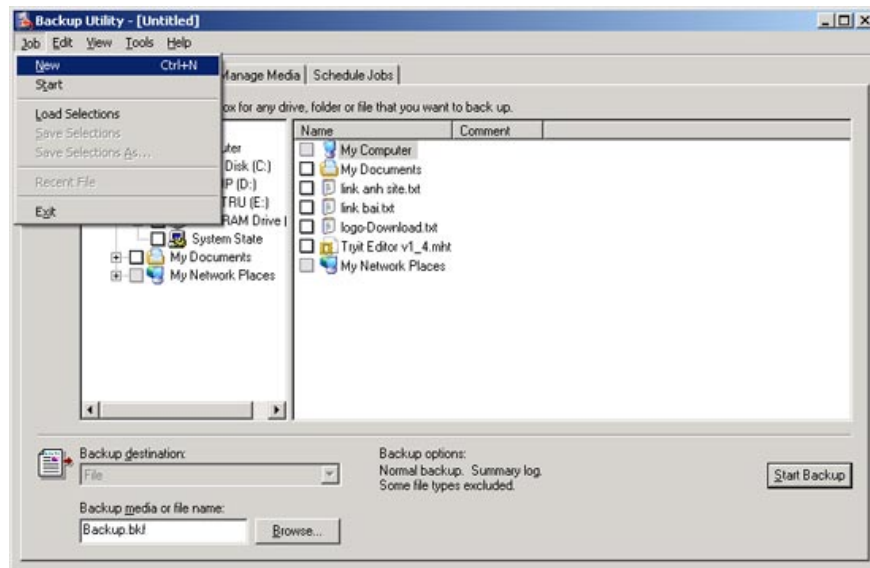 Backup Utility - [Untitled]
Job Edit View Tools Help
New Ctrl+N
Start
Load Selections
Save Selections
Save Selections As...
Recent File
Exit
Manage Media Schedule Jobs
ox for any drive, folder or file that you want to back up.
Name Comment
My Computer
My Documents
link anh site.txt
link bai.txt
logo-Download.txt
Tryit Editor v1_4.mht
My Network Places
uter
Disk (C:)
P (D:)
TRU (E:)
RAM Drive
System State
My Documents
My Network Places
Backup destination:
File
Backup media or file name:
Backup.bkf
Browse...
Backup options:
Normal backup. Summary log.
Some file types excluded.
Start Backup